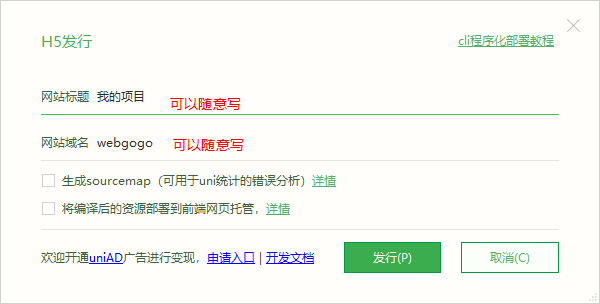 H5发行 cli程序化部署教程
网站标题 我的项目 可以随意写
网站域名 webgogo 可以随意写
生成sourcemap（可用于uni统计的错误分析）详情
将编译后的资源部署到前端网页托管，详情
欢迎开通uniAD广告进行变现，申请入口 | 开发文档 发行(P) 取消(C)